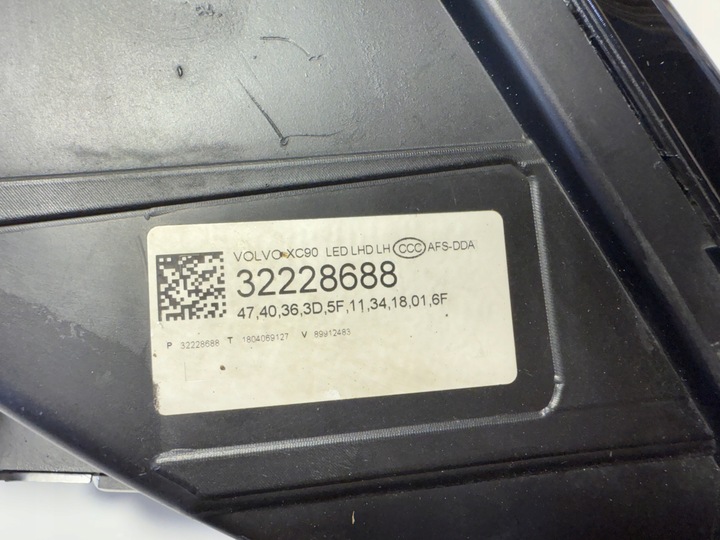 VOLVO XC90 LED LHD LH CCC AFS-DDA
32228688
47,40,36,3D,5F,11,34,18,01,6F
P 32228688 T 1804069127 V 89912483